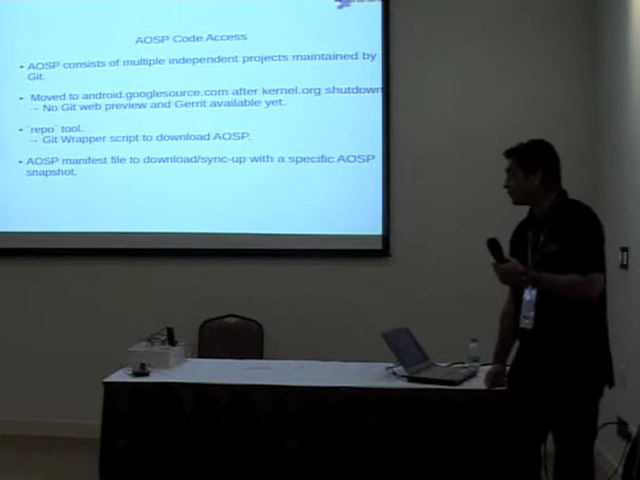 AOSP Code Access
• AOSP consists of multiple independent projects maintained by
Git.
• Moved to android.googlesource.com after kernel.org shutdown
→ No Git web preview and Gerrit available yet.
• `repo` tool.
→ Git Wrapper script to download AOSP.
• AOSP manifest file to download/sync-up with a specific AOSP
snapshot.